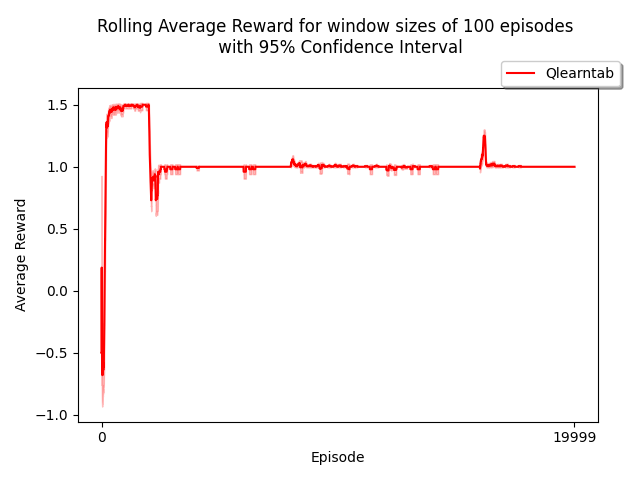 Rolling Average Reward for window sizes of 100 episodes
with 95% Confidence Interval
Qlearntab
1.5
1.0
0.5
0.0
−0.5
−1.0
Average Reward
0
19999
Episode